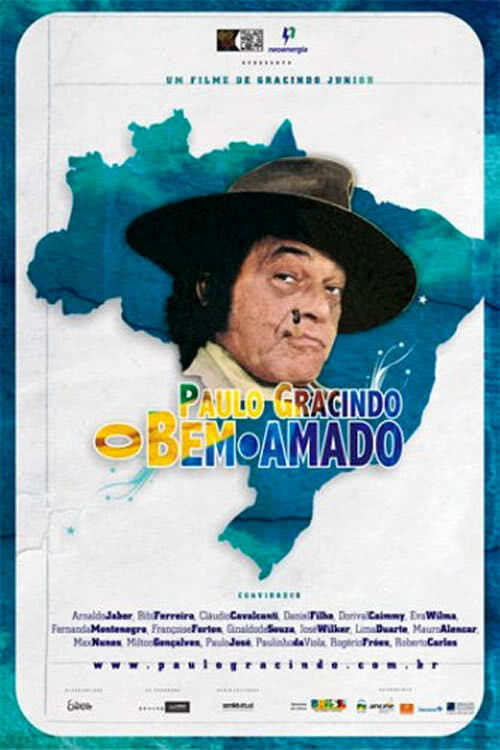 neoenergia
APRESENTA
UM FILME DE GRACINDO JUNIOR
PAULO GRACINDO
O BEM AMADO
CONVIDADOS
Arnaldo Jabor, Bibi Ferreira, Cláudio Cavalcanti, Daniel Filho, Dorival Caimmy, Eva Wilma,
Fernanda Montenegro, Françoise Forton, Ginaldo de Souza, José Wilker, Lima Duarte, Mauro Alencar,
Max Nunes, Milton Gonçalves, Paulo José, Paulinho da Viola, Rogério Fróes, Roberto Carlos
www.paulogracindo.com.br